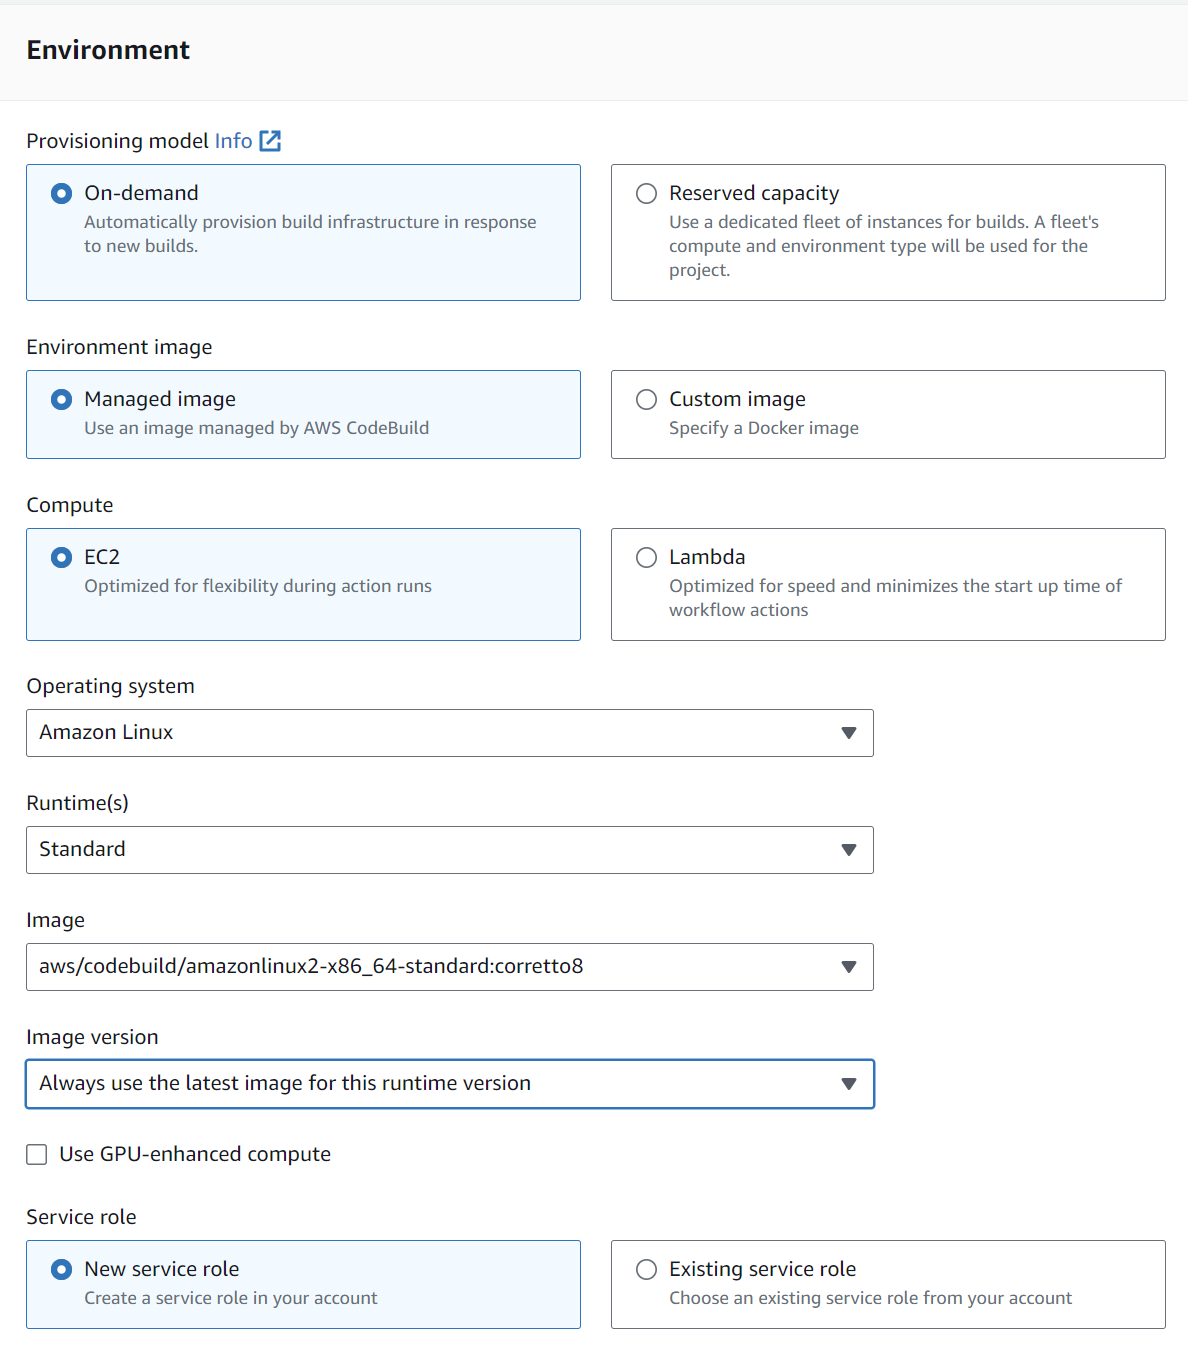 Environment
Provisioning model Info
On-demand
Automatically provision build infrastructure in response
to new builds.
Reserved capacity
Use a dedicated fleet of instances for builds. A fleet's
compute and environment type will be used for the
project.
Environment image
Managed image
Use an image managed by AWS CodeBuild
Custom image
Specify a Docker image
Compute
EC2
Optimized for flexibility during action runs
Lambda
Optimized for speed and minimizes the start up time of
workflow actions
Operating system
Amazon Linux
Runtime(s)
Standard
Image
aws/codebuild/amazonlinux2-x86_64-standard:corretto8
Image version
Always use the latest image for this runtime version
Use GPU-enhanced compute
Service role
New service role
Create a service role in your account
Existing service role
Choose an existing service role from your account